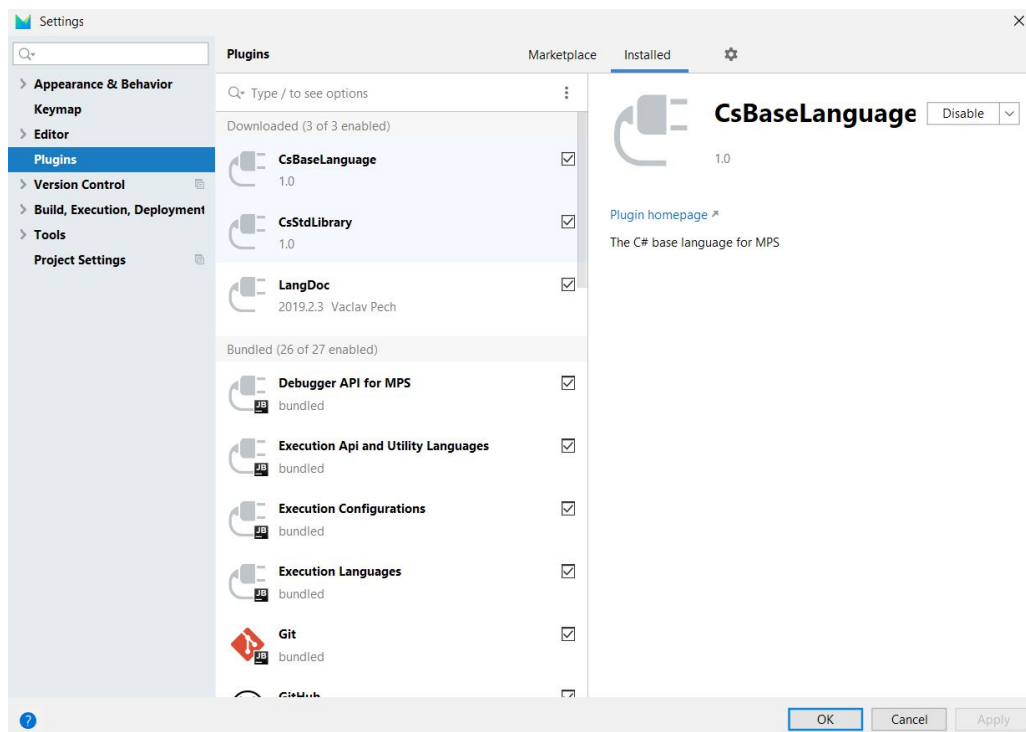 Settings
Plugins
Marketplace
Installed
Appearance & Behavior
Keymap
Editor
Plugins
Version Control
Build, Execution, Deployment
Tools
Project Settings
Type / to see options
Downloaded (3 of 3 enabled)
CsBaseLanguage
1.0
CsStdLibrary
1.0
LangDoc
2019.2.3 Vaclav Pech
Bundled (26 of 27 enabled)
Debugger API for MPS
JB
bundled
Execution Api and Utility Languages
JB
bundled
Execution Configurations
JB
bundled
Execution Languages
JB
bundled
Git
JB
bundled
GitHub
CsBaseLanguage
Disable
1.0
Plugin homepage
The C# base language for MPS
?
OK
Cancel
Apply